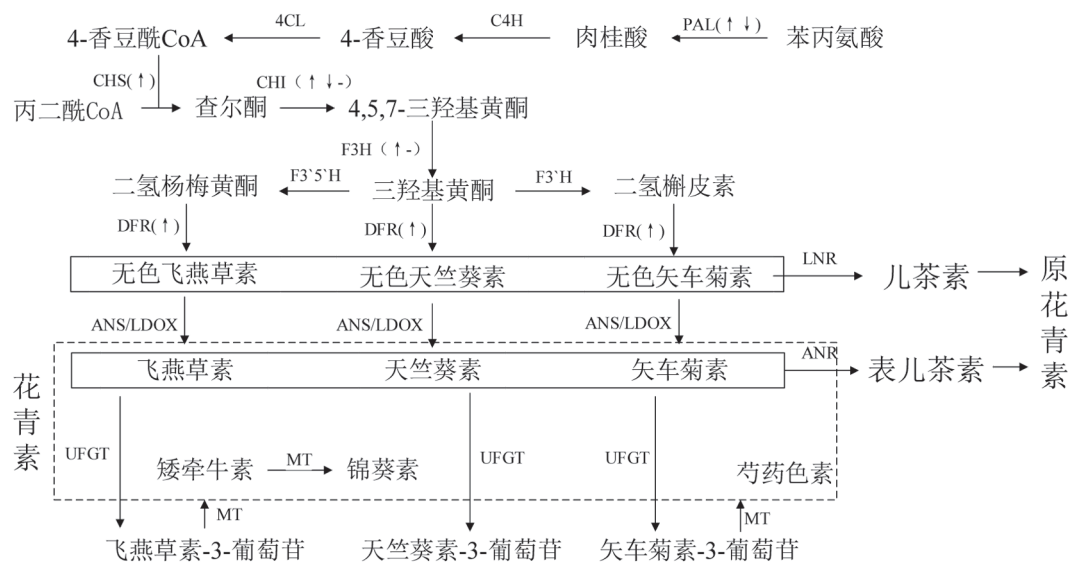 4-香豆酰CoA 4CL 4-香豆酸 C4H 肉桂酸 PAL(↑↓) 苯丙氨酸
CHS(↑) CHI（↑↓-)
丙二酰CoA 查尔酮 4,5,7-三羟基黄酮
F3H（↑-)
二氢杨梅黄酮 F3`5`H 三羟基黄酮 F3`H 二氢槲皮素
DFR(↑) DFR(↑) DFR(↑)
无色飞燕草素 无色天竺葵素 无色矢车菊素 LNR 儿茶素
ANS/LDOX ANS/LDOX ANS/LDOX
飞燕草素 天竺葵素 矢车菊素 ANR 表儿茶素
原花青素
花青素
UFGT UFGT UFGT
矮牵牛素 MT 锦葵素 芍药色素
MT MT
飞燕草素-3-葡萄苷 天竺葵素-3-葡萄苷 矢车菊素-3-葡萄苷